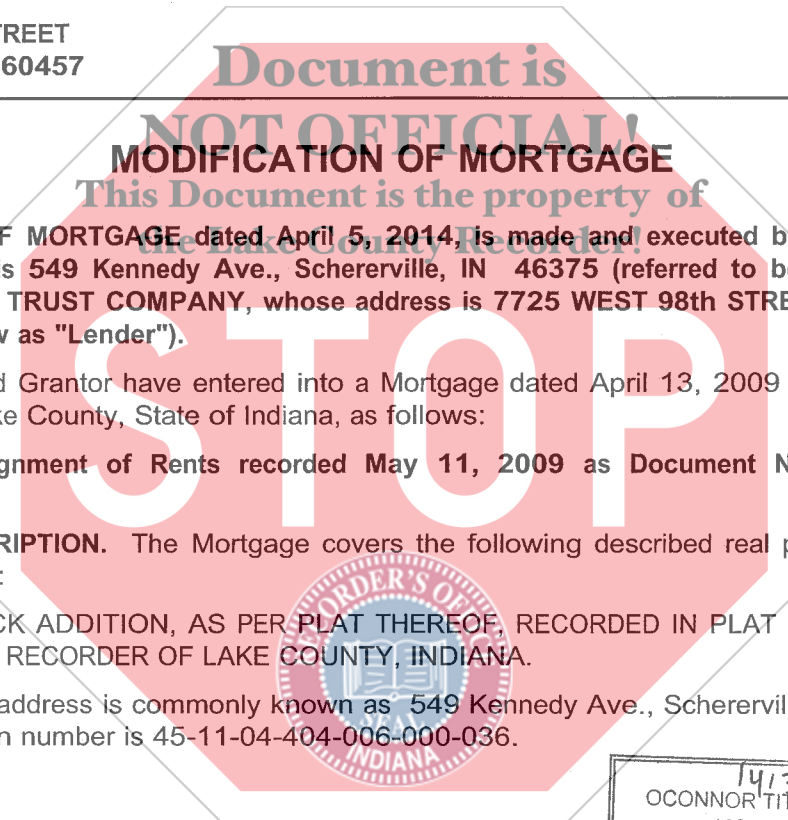 TREET
60457
Document is
NOT OFFICIAL!
MODIFICATION OF MORTGAGE
This Document is the property of
the Lake County Recorder!
F MORTGAGE dated April 5, 2014, is made and executed b
is 549 Kennedy Ave., Schererville, IN 46375 (referred to b
TRUST COMPANY, whose address is 7725 WEST 98th STRE
w as "Lender").
d Grantor have entered into a Mortgage dated April 13, 2009
ke County, State of Indiana, as follows:
gnment of Rents recorded May 11, 2009 as Document N
STOP
RIPTION. The Mortgage covers the following described real p
:
CK ADDITION, AS PER PLAT THEREOF, RECORDED IN PLAT
RECORDER OF LAKE COUNTY, INDIANA.
address is commonly known as 549 Kennedy Ave., Scherervil
n number is 45-11-04-404-006-000-036.
RECORDER'S OFFICE
SEAL
INDIANA
OCONNOR TIT